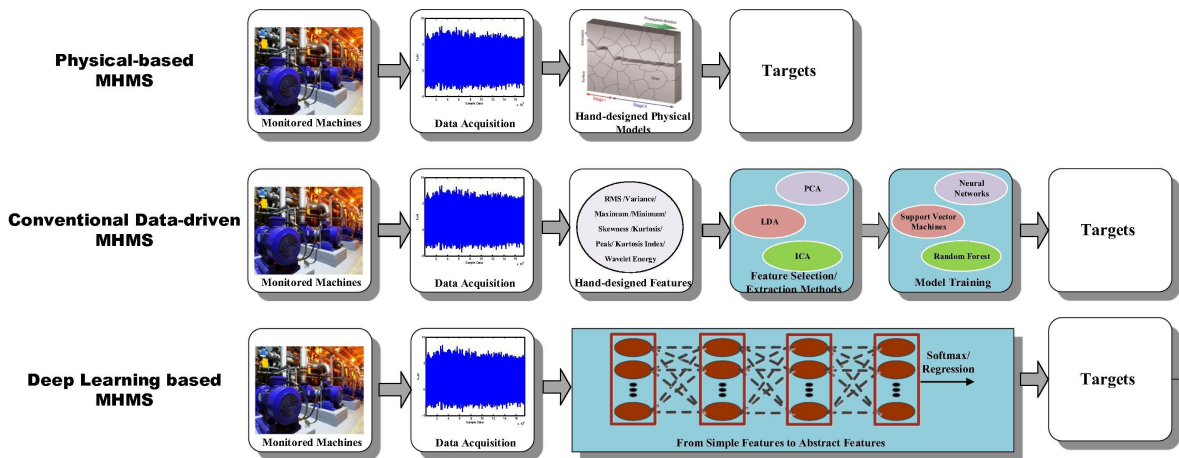 Physical-based
MHMS
Monitored Machines
Data Acquisition
Hand-designed Physical
Models
Targets
Conventional Data-driven
MHMS
Monitored Machines
Data Acquisition
RMS /Variance/
Maximum /Minimum/
Skewness /Kurtosis/
Peak/ Kurtosis Index/
Wavelet Energy
Hand-designed Features
PCA
LDA
ICA
Feature Selection/
Extraction Methods
Neural
Networks
Support Vector
Machines
Random Forest
Model Training
Targets
Deep Learning based
MHMS
Monitored Machines
Data Acquisition
Softmax/
Regression
From Simple Features to Abstract Features
Targets